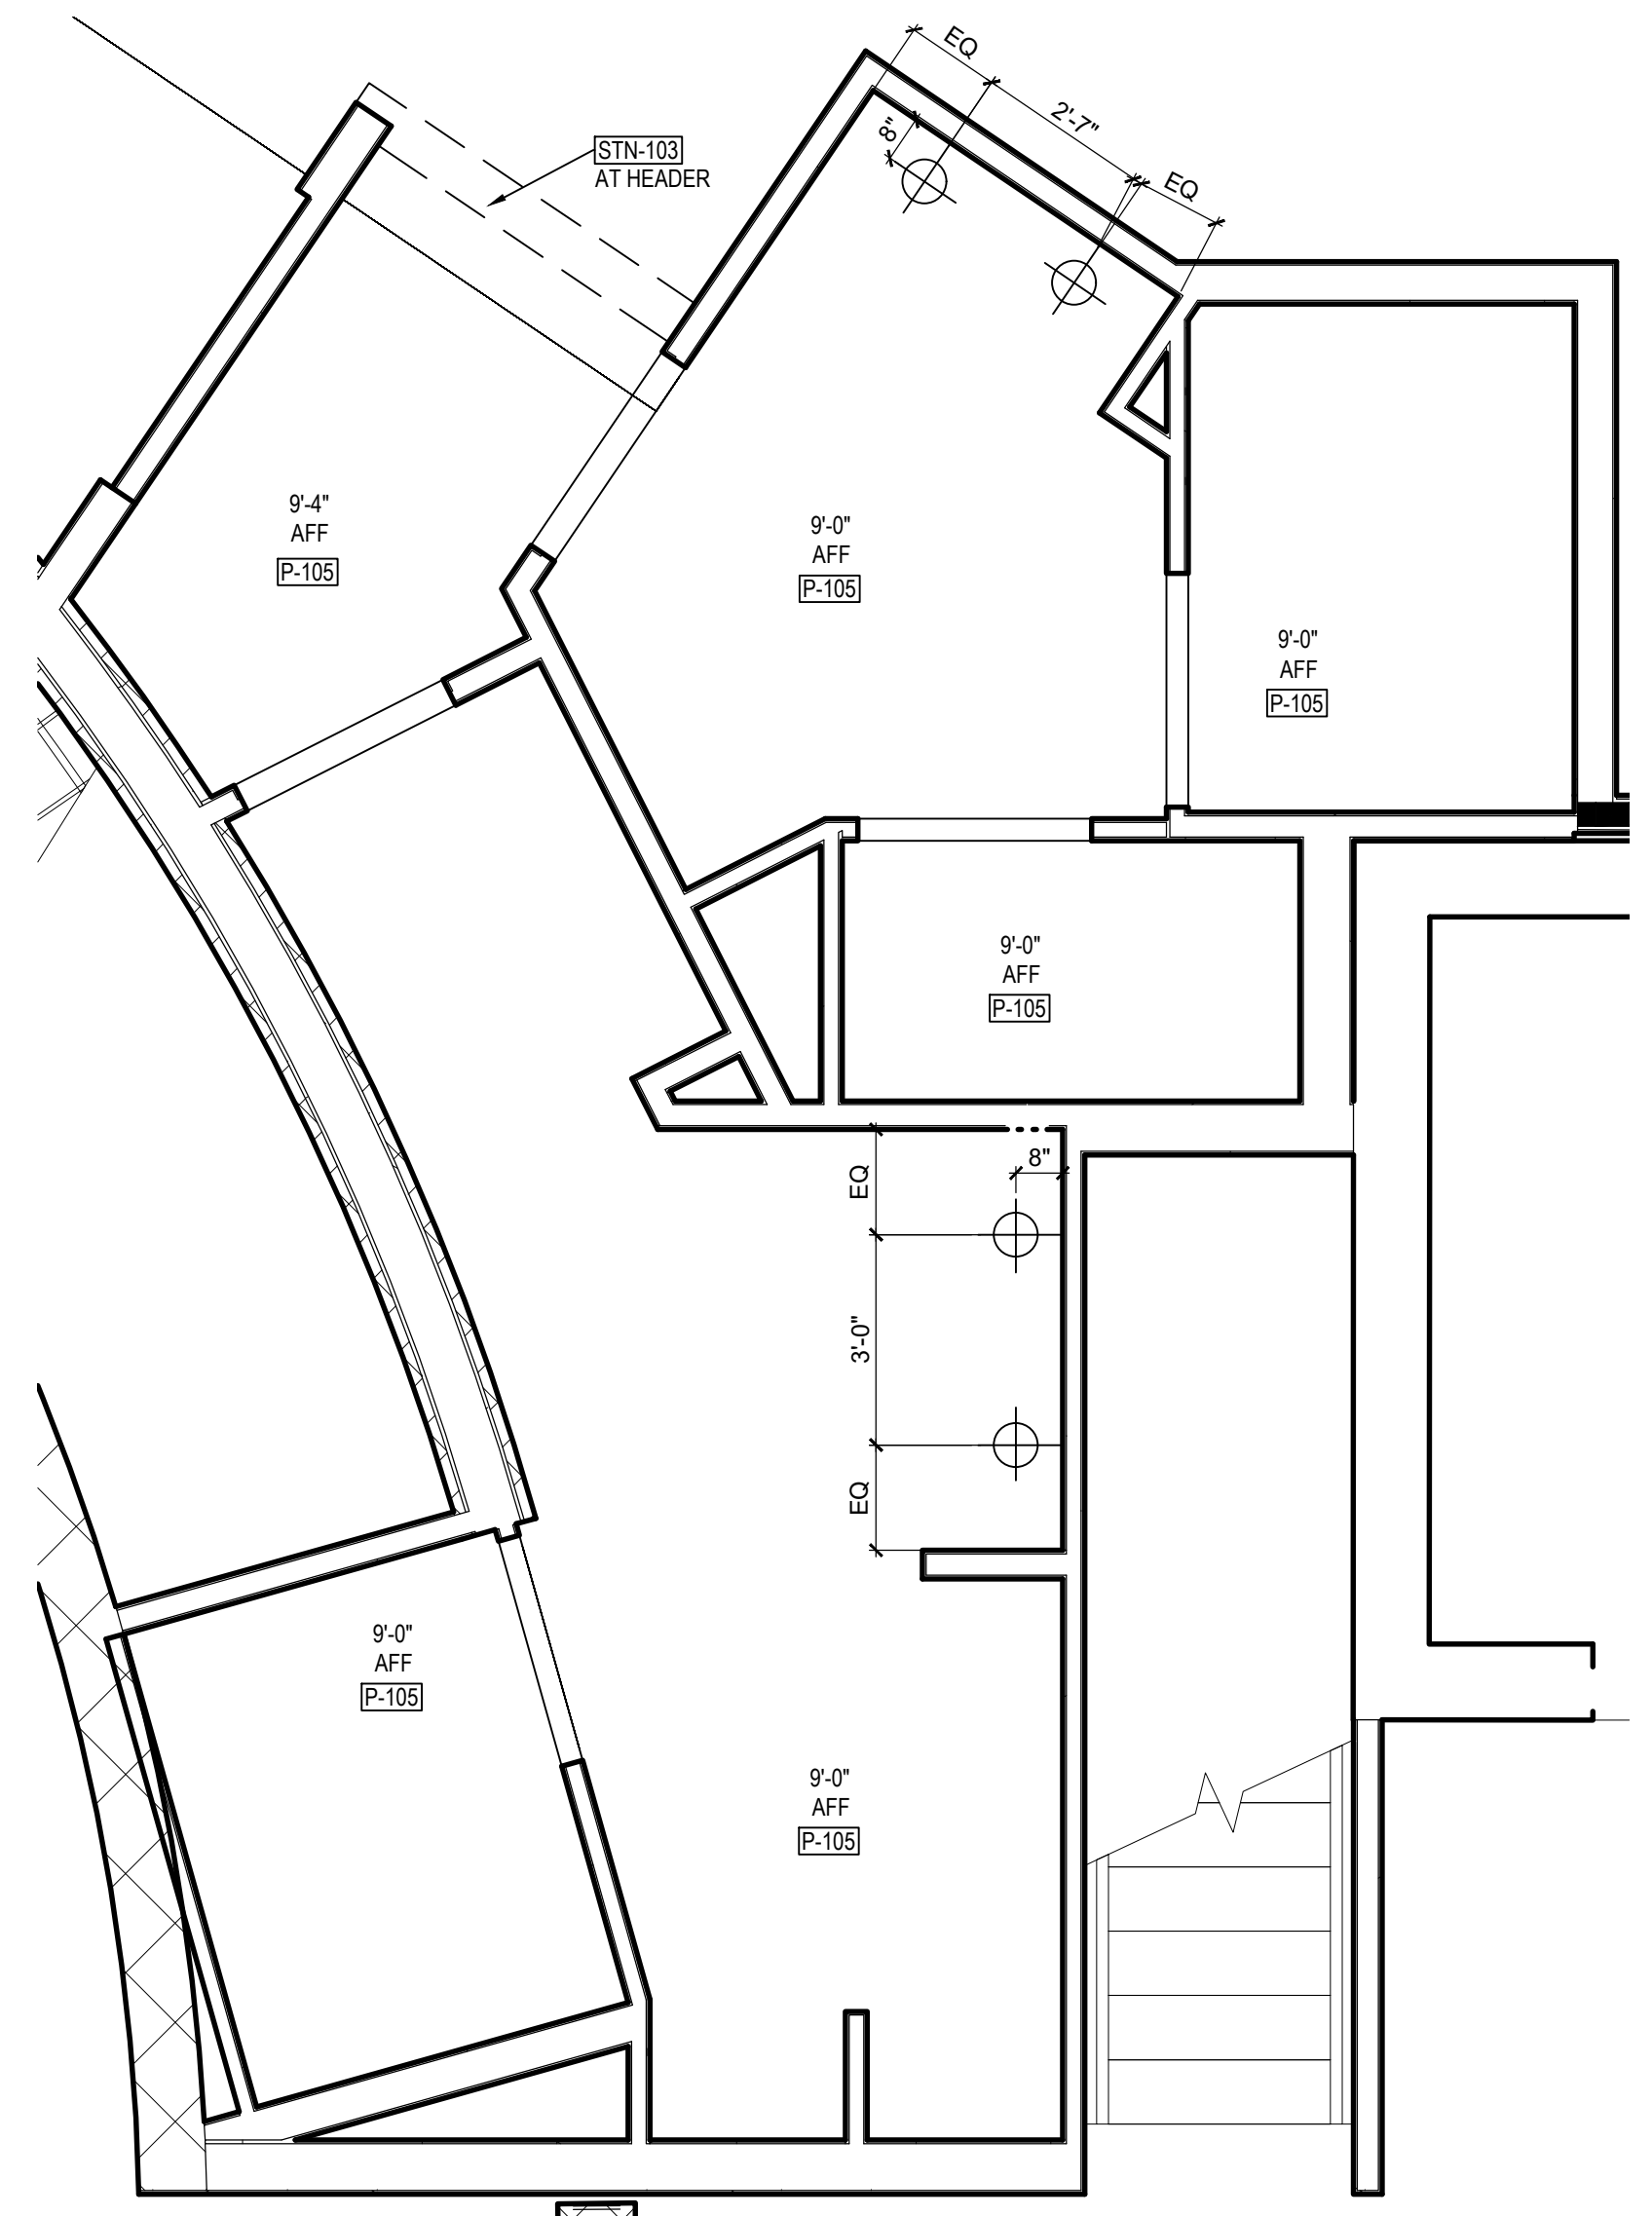 EQ
2'-7"
8"
EQ
STN-103
AT HEADER
9'-4"
AFF
P-105
9'-0"
AFF
P-105
9'-0"
AFF
P-105
9'-0"
AFF
P-105
8"
EQ
3'-0"
EQ
9'-0"
AFF
P-105
9'-0"
AFF
P-105